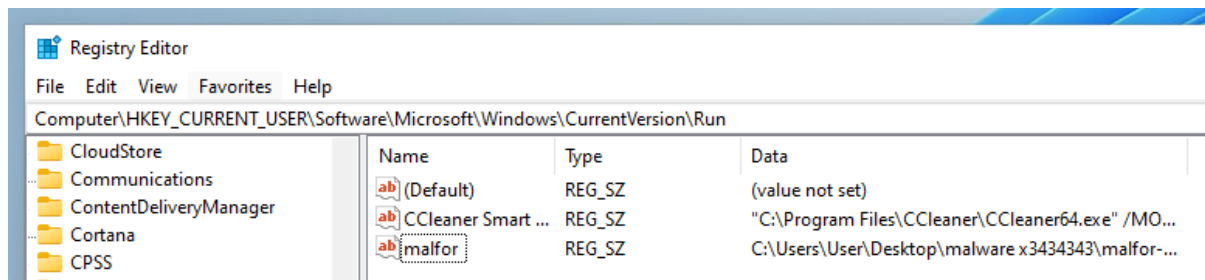 Registry Editor
File Edit View Favorites Help
Computer\HKEY_CURRENT_USER\Software\Microsoft\Windows\CurrentVersion\Run
CloudStore
Communications
ContentDeliveryManager
Cortana
CPSS
Name Type Data
(Default) REG_SZ (value not set)
CCleaner Smart ... REG_SZ "C:\Program Files\CCleaner\CCleaner64.exe" /MO...
malfor REG_SZ C:\Users\User\Desktop\malware x3434343\malfor-...